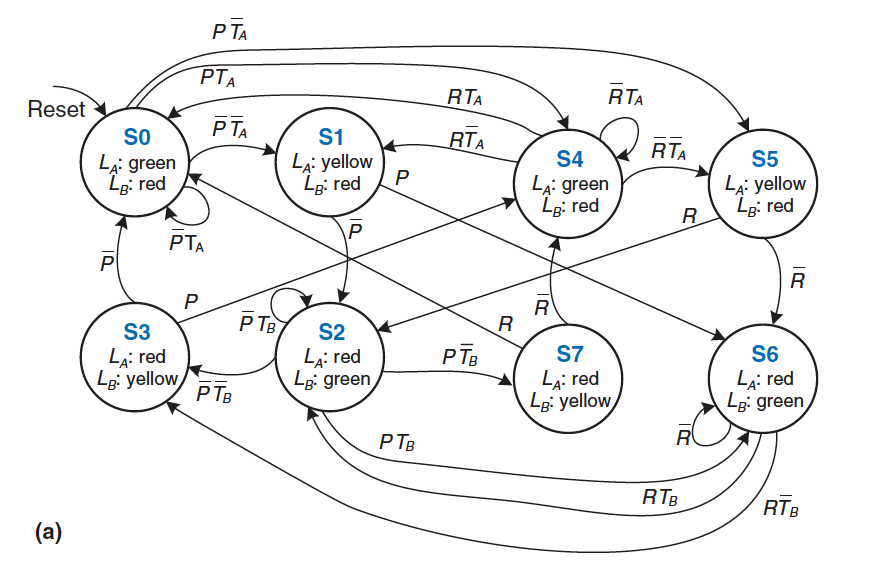 P T̅A
PTA
Reset
RTA
R̅TA
P̅ T̅A
RT̅A
R̅T̅A
S0
LA: green
LB: red
S1
LA: yellow
LB: red
S4
LA: green
LB: red
S5
LA: yellow
LB: red
P
R
P̅TA
P̅
P̅
R̅
P
R̅
P̅ TB
R
S3
LA: red
LB: yellow
S2
LA: red
LB: green
P T̅B
S7
LA: red
LB: yellow
S6
LA: red
LB: green
P̅ T̅B
R̅
PTB
RTB
RT̅B
(a)